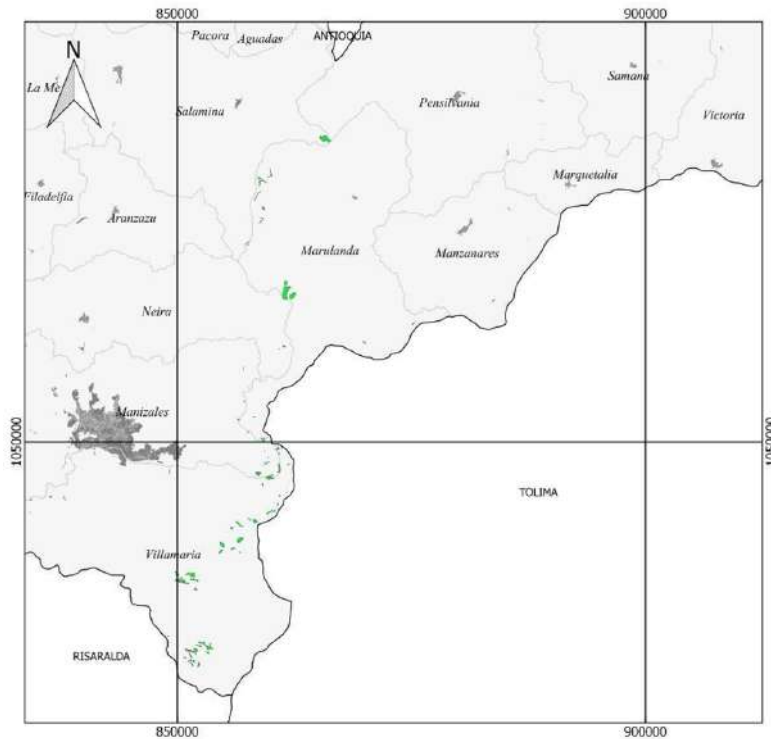 850000
900000
Pacora
Aguadas
ANTIOQUIA
N
Samana
La Me
Salamina
Pensilvania
Victoria
Marquetalia
Viladelfia
Aranzazu
Marulanda
Manzanares
Neira
Manizales
1050000
1050000
TOLIMA
Villamaria
RISARALDA
850000
900000